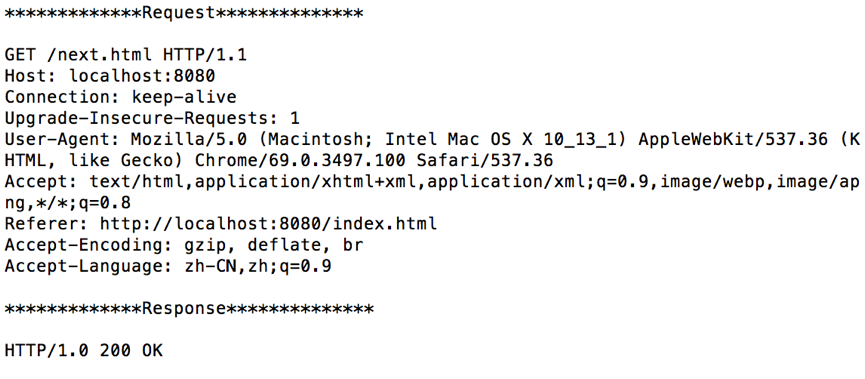 *************Request**************
GET /next.html HTTP/1.1
Host: localhost:8080
Connection: keep-alive
Upgrade-Insecure-Requests: 1
User-Agent: Mozilla/5.0 (Macintosh; Intel Mac OS X 10_13_1) AppleWebKit/537.36 (K
HTML, like Gecko) Chrome/69.0.3497.100 Safari/537.36
Accept: text/html,application/xhtml+xml,application/xml;q=0.9,image/webp,image/ap
ng,*/*;q=0.8
Referer: http://localhost:8080/index.html
Accept-Encoding: gzip, deflate, br
Accept-Language: zh-CN,zh;q=0.9
*************Response**************
HTTP/1.0 200 OK